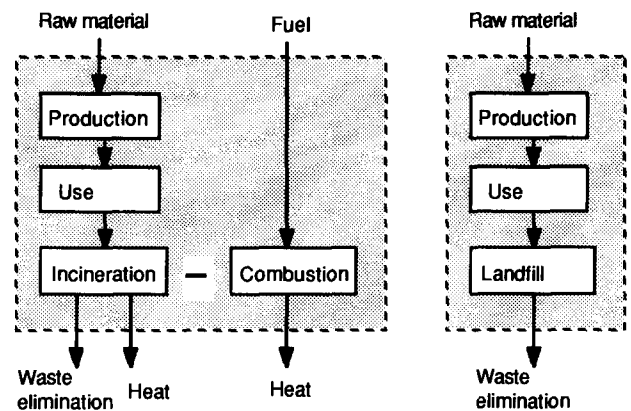 Raw material
Fuel
Raw material
Production
Production
Use
Use
Incineration
–
Combustion
Landfill
Waste
elimination
Heat
Heat
Waste
elimination